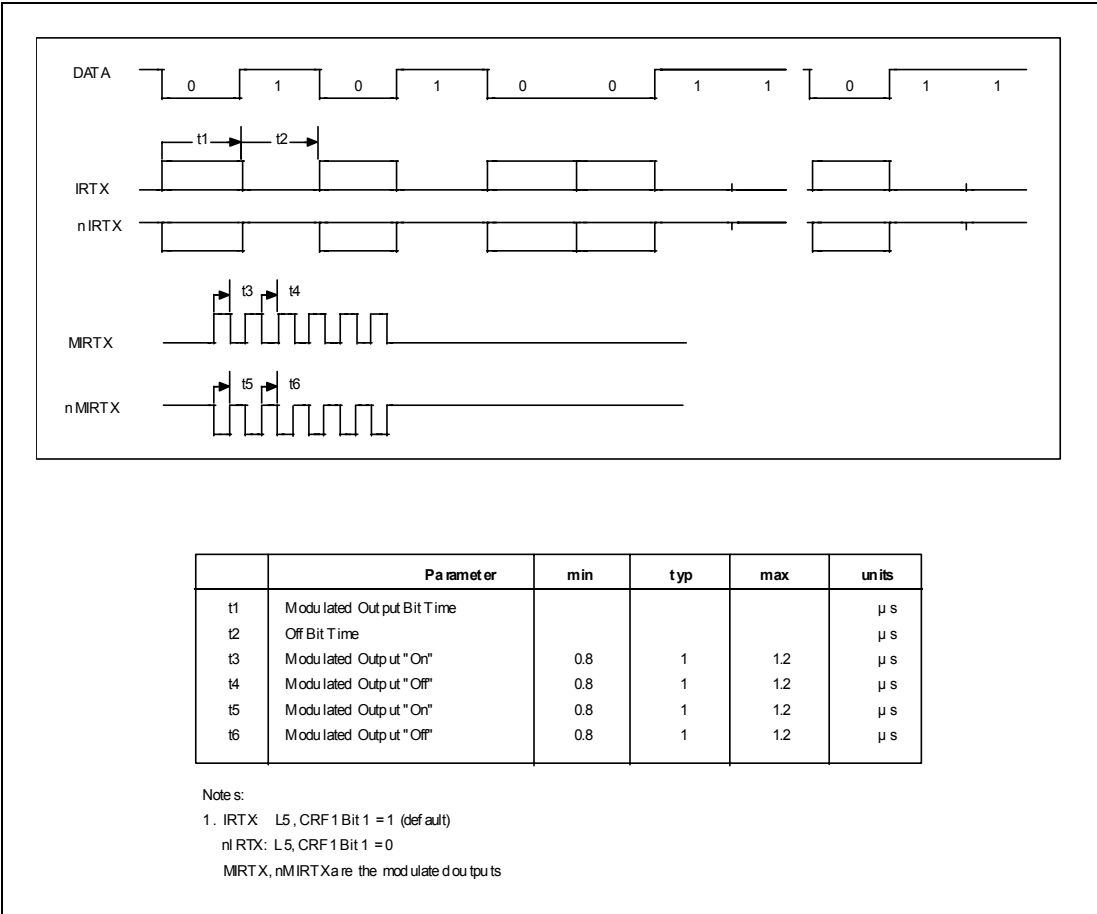 DATA 0 1 0 1 0 0 1 1 0 1 1
t1 t2
IRTX
nIRTX
t3 t4
MIRTX
t5 t6
nMIRTX
Parameter min typ max units
t1 Modulated Output Bit Time µs
t2 Off Bit Time µs
t3 Modulated Output "On" 0.8 1 1.2 µs
t4 Modulated Output "Off" 0.8 1 1.2 µs
t5 Modulated Output "On" 0.8 1 1.2 µs
t6 Modulated Output "Off" 0.8 1 1.2 µs
Notes:
1. IRTX: L5, CRF1 Bit 1 = 1 (default)
nIRTX: L5, CRF1 Bit 1 = 0
MIRTX, nMIRTX are the modulated outputs